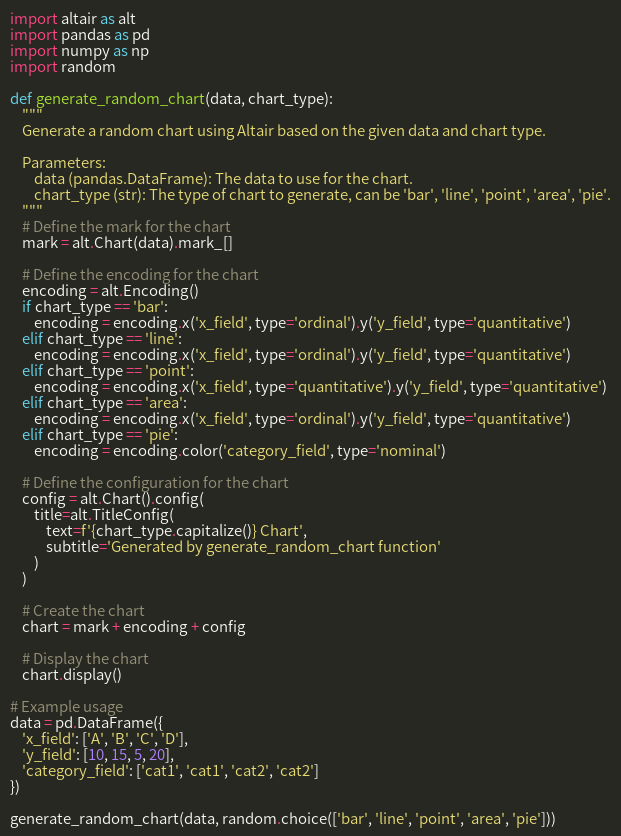 import altair as alt
import pandas as pd
import numpy as np
import random

def generate_random_chart(data, chart_type):
    """
    Generate a random chart using Altair based on the given data and chart type.

    Parameters:
        data (pandas.DataFrame): The data to use for the chart.
        chart_type (str): The type of chart to generate, can be 'bar', 'line', 'point', 'area', 'pie'.
    """
    # Define the mark for the chart
    mark = alt.Chart(data).mark_[]

    # Define the encoding for the chart
    encoding = alt.Encoding()
    if chart_type == 'bar':
        encoding = encoding.x('x_field', type='ordinal').y('y_field', type='quantitative')
    elif chart_type == 'line':
        encoding = encoding.x('x_field', type='ordinal').y('y_field', type='quantitative')
    elif chart_type == 'point':
        encoding = encoding.x('x_field', type='quantitative').y('y_field', type='quantitative')
    elif chart_type == 'area':
        encoding = encoding.x('x_field', type='ordinal').y('y_field', type='quantitative')
    elif chart_type == 'pie':
        encoding = encoding.color('category_field', type='nominal')

    # Define the configuration for the chart
    config = alt.Chart().config(
        title=alt.TitleConfig(
            text=f'{chart_type.capitalize()} Chart',
            subtitle='Generated by generate_random_chart function'
        )
    )

    # Create the chart
    chart = mark + encoding + config

    # Display the chart
    chart.display()

# Example usage
data = pd.DataFrame({
    'x_field': ['A', 'B', 'C', 'D'],
    'y_field': [10, 15, 5, 20],
    'category_field': ['cat1', 'cat1', 'cat2', 'cat2']
})

generate_random_chart(data, random.choice(['bar', 'line', 'point', 'area', 'pie']))